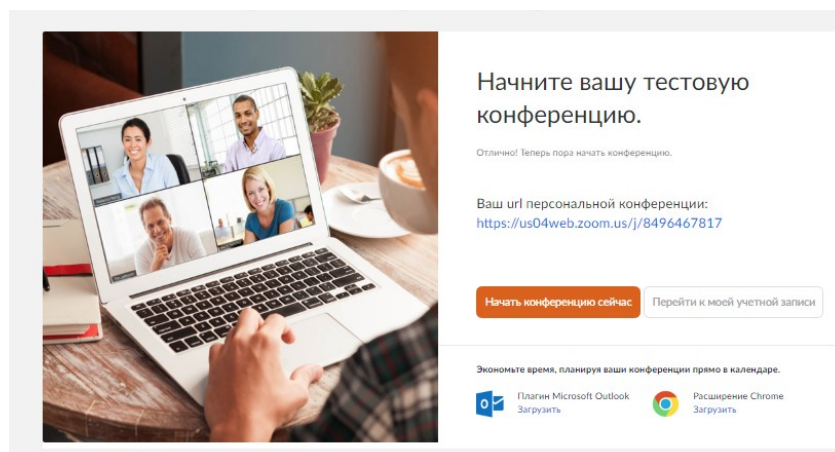 Начните вашу тестовую
конференцию.
Отлично! Теперь пора начать конференцию.
Ваш url персональной конференции:
https://us04web.zoom.us/j/8496467817
Начать конференцию сейчас
Перейти к моей учетной записи
Экономьте время, планируя ваши конференции прямо в календаре.
Плагин Microsoft Outlook
Загрузить
Расширение Chrome
Загрузить